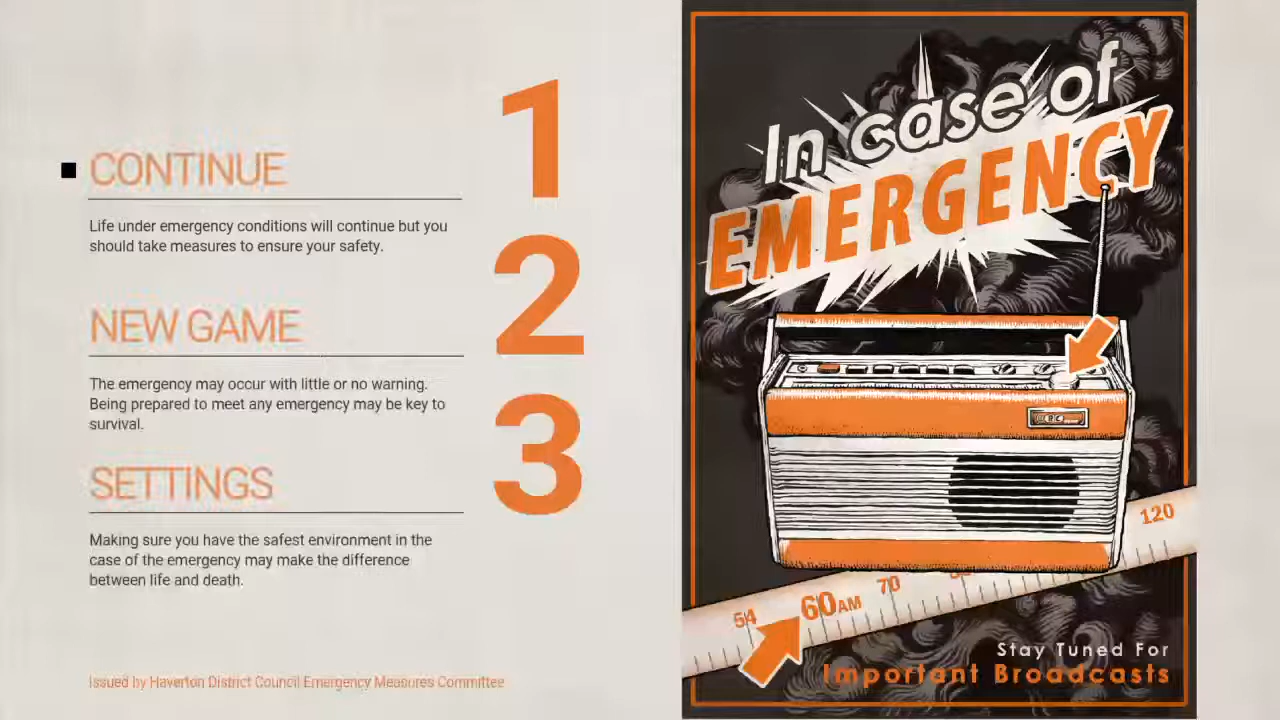 CONTINUE
1
Life under emergency conditions will continue but you
should take measures to ensure your safety.
NEW GAME
2
The emergency may occur with little or no warning.
Being prepared to meet any emergency may be key to
survival.
SETTINGS
3
Making sure you have the safest environment in the
case of the emergency may make the difference
between life and death.
Issued by Haverton District Council Emergency Measures Committee
In case of
EMERGENCY
54 60AM 70 120
Stay Tuned For
Important Broadcasts